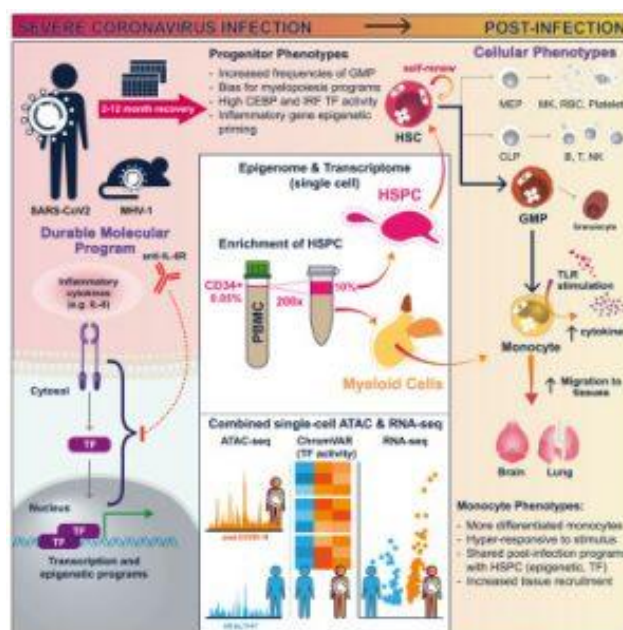 SEVERE CORONAVIRUS INFECTION
POST-INFECTION
Progenitor Phenotypes
- Increased frequencies of GMP
- Bias for myelopoiesis programs
- High CEBP and IRF TF activity
- Inflammatory gene epigenetic
priming
2-12 month recovery
SARS-CoV2
MHV-1
self-renew
HSC
Cellular Phenotypes
MEP
MK, RBC, Platelet
CLP
B, T, NK
GMP
Granulocyte
TLR
stimulation
↑ cytokine
Monocyte
↑ Migration to
tissues
Brain
Lung
Monocyte Phenotypes:
- More differentiated monocytes
- Hyper-responsive to stimulus
- Shared post-infection program
with HSPC (epigenetic, TF)
- Increased tissue recruitment
Durable Molecular
Program
anti-IL-6R
Inflammatory
cytokines
(e.g. IL-6)
Cytosol
TF
Nucleus
TF
TF
Transcription and
epigenetic programs
Epigenome & Transcriptome
(single cell)
HSPC
Enrichment of HSPC
CD34+
0.05%
200x
10%
PBMC
Myeloid Cells
Combined single-cell ATAC & RNA-seq
ATAC-seq
ChromVAR
(TF activity)
RNA-seq